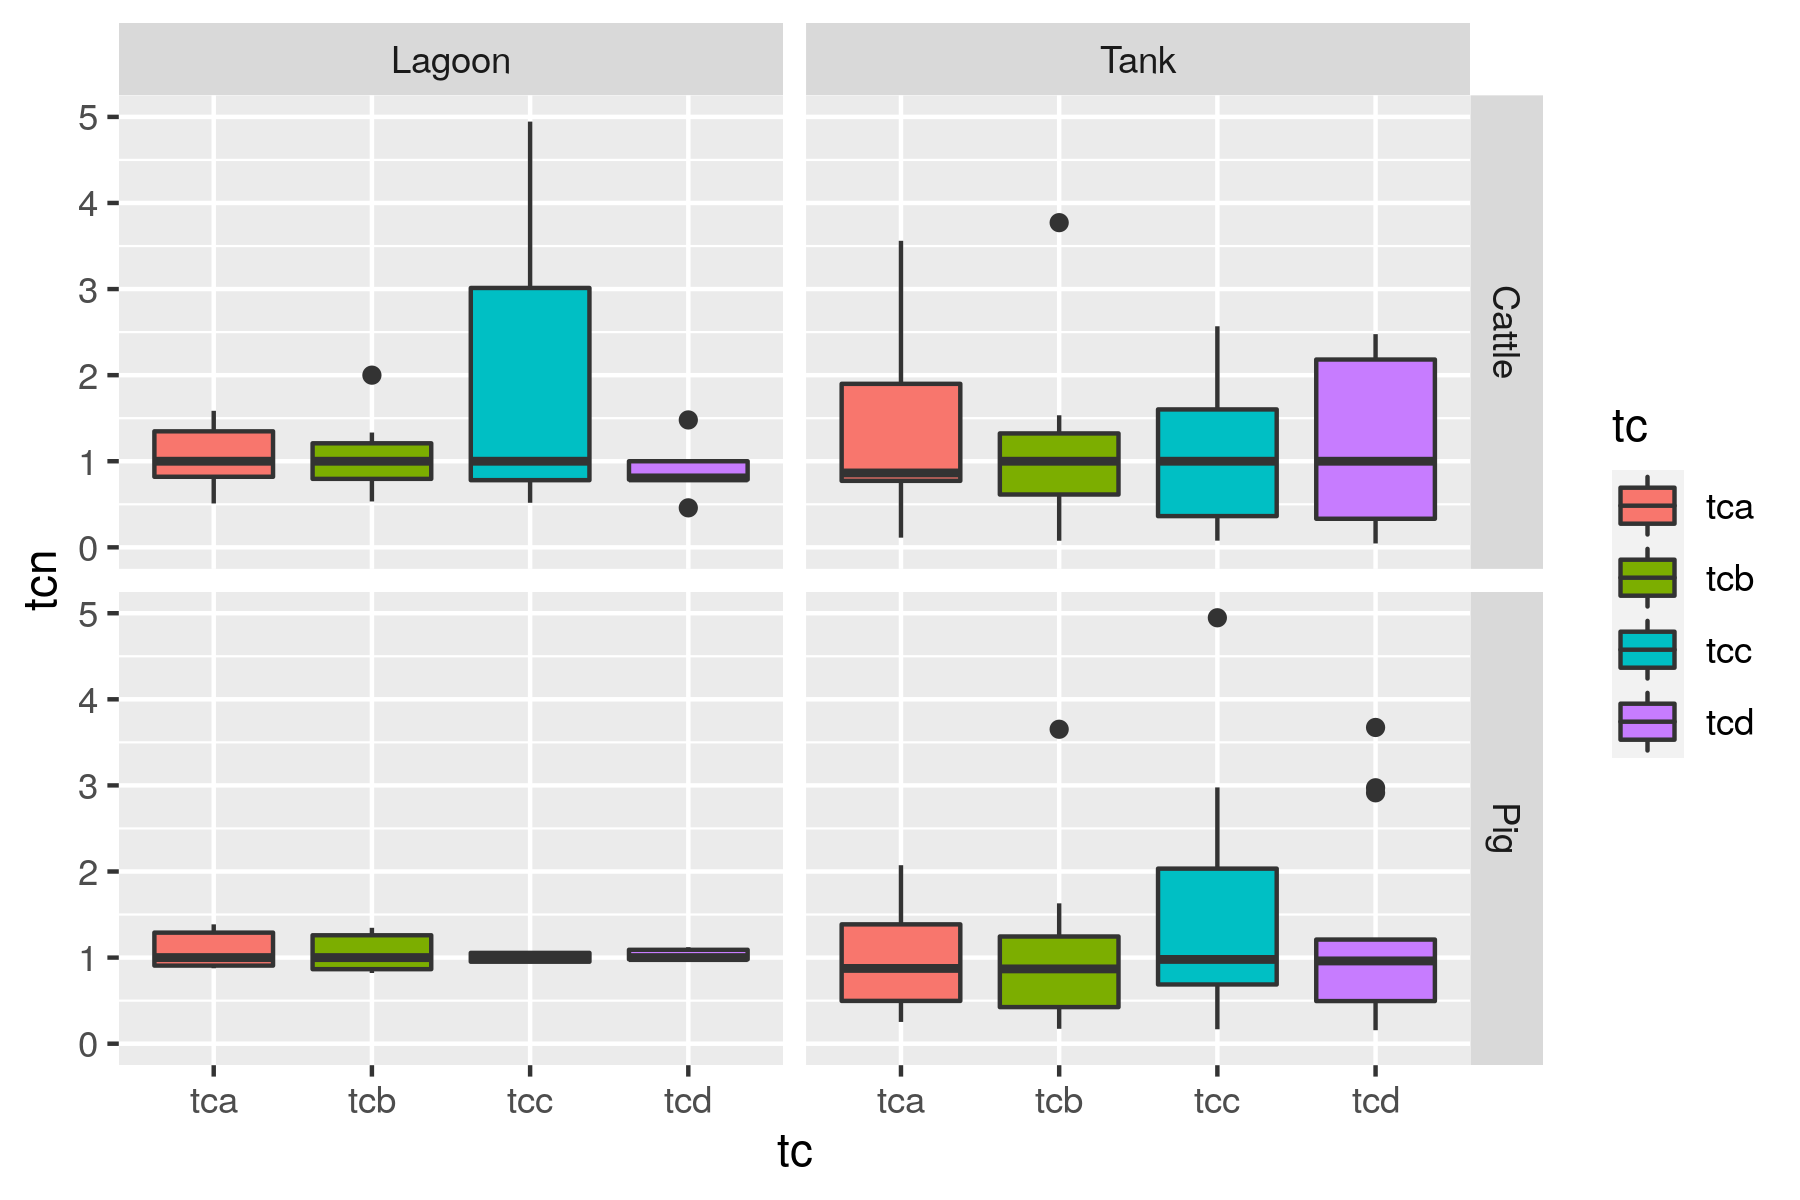 Lagoon
Tank
5
4
3
2
1
0
Cattle
tcn
5
4
3
2
1
0
Pig
tca tcb tcc tcd
tca tcb tcc tcd
tc
tc
tca
tcb
tcc
tcd